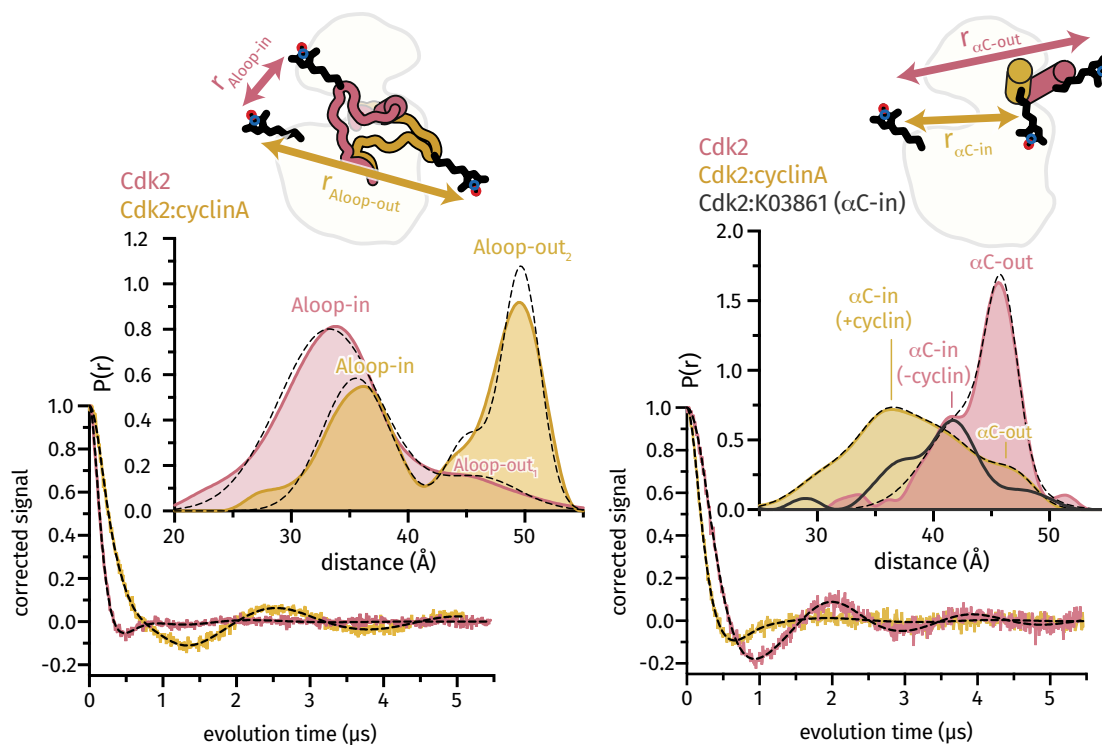 r Aloop-in
r Aloop-out
Cdk2
Cdk2:cyclinA
1.2
1.0
0.8
0.6
0.4
0.2
0.0
P(r)
Aloop-in
Aloop-in
Aloop-out₁
Aloop-out₂
20
30
40
50
distance (Å)
1.0
0.8
0.6
0.4
0.2
0.0
-0.2
corrected signal
0
1
2
3
4
5
evolution time (μs)
r αC-out
r αC-in
Cdk2
Cdk2:cyclinA
Cdk2:K03861 (αC-in)
2.0
1.5
1.0
0.5
0.0
P(r)
αC-in
(+cyclin)
αC-in
(-cyclin)
αC-out
αC-out
30
40
50
distance (Å)
1.0
0.8
0.6
0.4
0.2
0.0
-0.2
corrected signal
0
1
2
3
4
5
evolution time (μs)